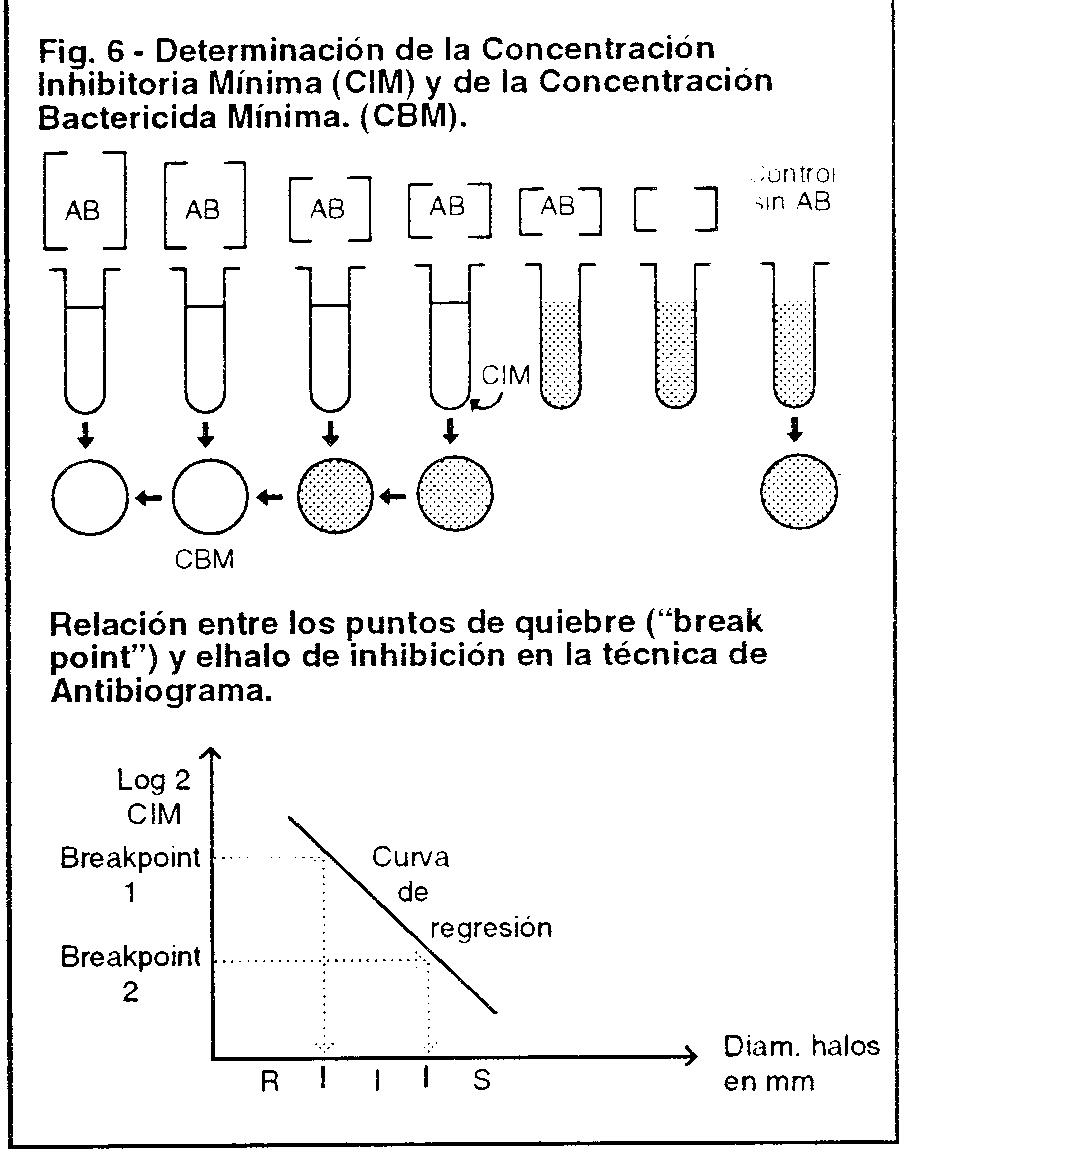 Fig. 6 - Determinación de la Concentración
Inhibitoria Mínima (CIM) y de la Concentración
Bactericida Mínima. (CBM).
AB AB AB AB AB
sin AB
CIM
CBM
Relación entre los puntos de quiebre (“break
point”) y elhalo de inhibición en la técnica de
Antibiograma.
Log 2
CIM
Breakpoint
1
Curva
de
regresión
Breakpoint
2
R I I I S
Diam. halos
en mm